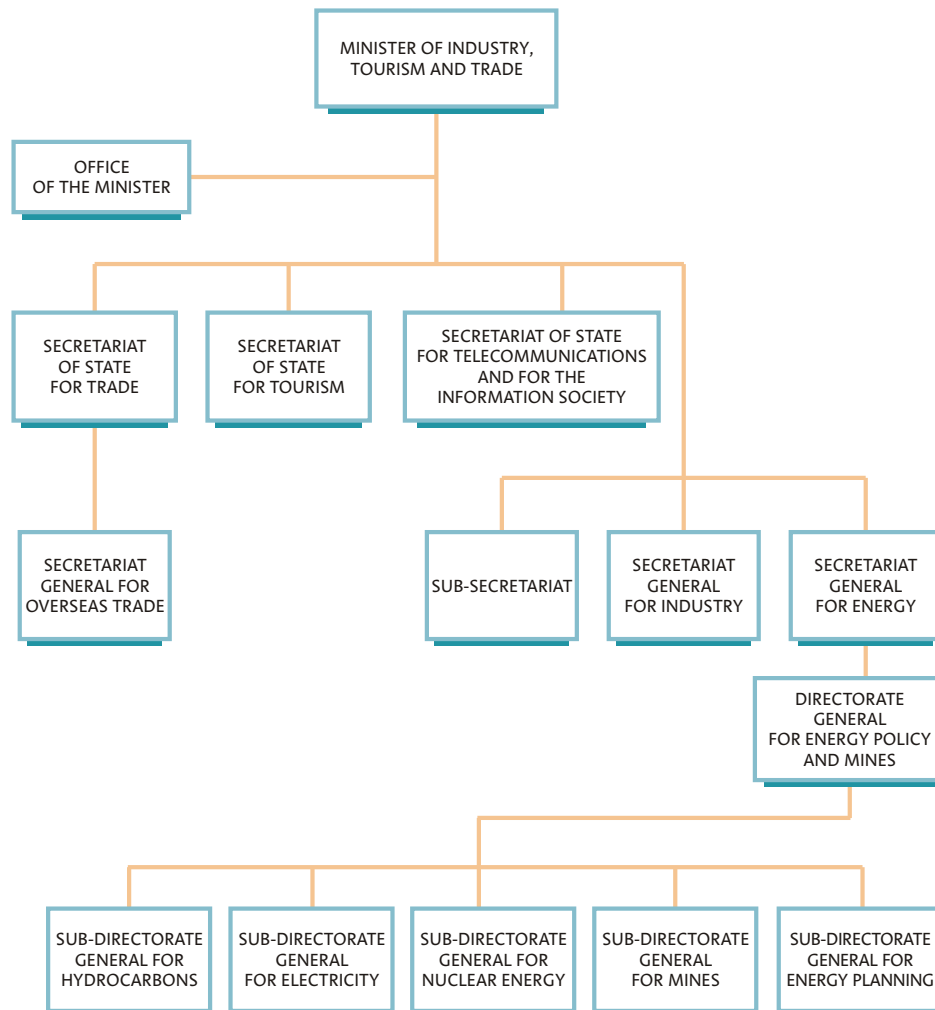 MINISTER OF INDUSTRY,
TOURISM AND TRADE
OFFICE
OF THE MINISTER
SECRETARIAT
OF STATE
FOR TRADE
SECRETARIAT
OF STATE
FOR TOURISM
SECRETARIAT OF STATE
FOR TELECOMMUNICATIONS
AND FOR THE
INFORMATION SOCIETY
SECRETARIAT
GENERAL FOR
OVERSEAS TRADE
SUB-SECRETARIAT
SECRETARIAT
GENERAL
FOR INDUSTRY
SECRETARIAT
GENERAL
FOR ENERGY
DIRECTORATE
GENERAL
FOR ENERGY POLICY
AND MINES
SUB-DIRECTORATE
GENERAL FOR
HYDROCARBONS
SUB-DIRECTORATE
GENERAL
FOR ELECTRICITY
SUB-DIRECTORATE
GENERAL FOR
NUCLEAR ENERGY
SUB-DIRECTORATE
GENERAL
FOR MINES
SUB-DIRECTORATE
GENERAL FOR
ENERGY PLANNING